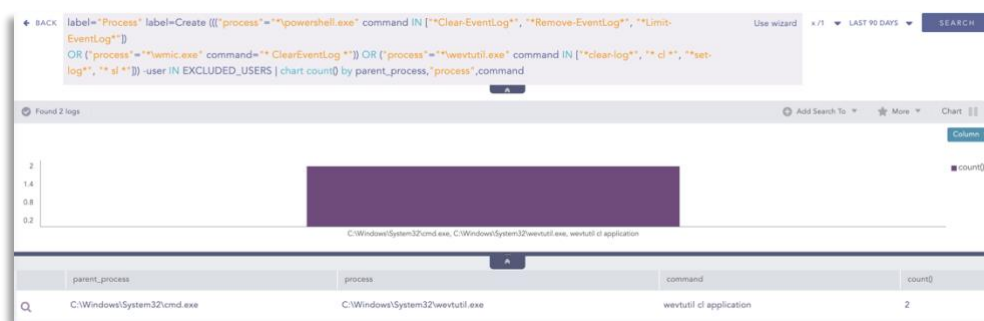 ← BACK
label="Process" label=Create ((("process"="*\powershell.exe" command IN ["*Clear-EventLog*", "*Remove-EventLog*", "*Limit-
EventLog*"])
OR ("process"="*\wmic.exe" command="* ClearEventLog *")) OR ("process"="*\wevtutil.exe" command IN ["*clear-log*", "* cl *", "*set-
log*", "* sl *"])) -user IN EXCLUDED_USERS | chart count() by parent_process,"process",command
Use wizard
LAST 90 DAYS
SEARCH
Found 2 logs
Add Search To
More
Chart
Column
2
1.4
0.8
0.2
count()
C:\Windows\System32\cmd.exe, C:\Windows\System32\wevtutil.exe, wevtutil cl application
parent_process process command count()
C:\Windows\System32\cmd.exe C:\Windows\System32\wevtutil.exe wevtutil cl application 2